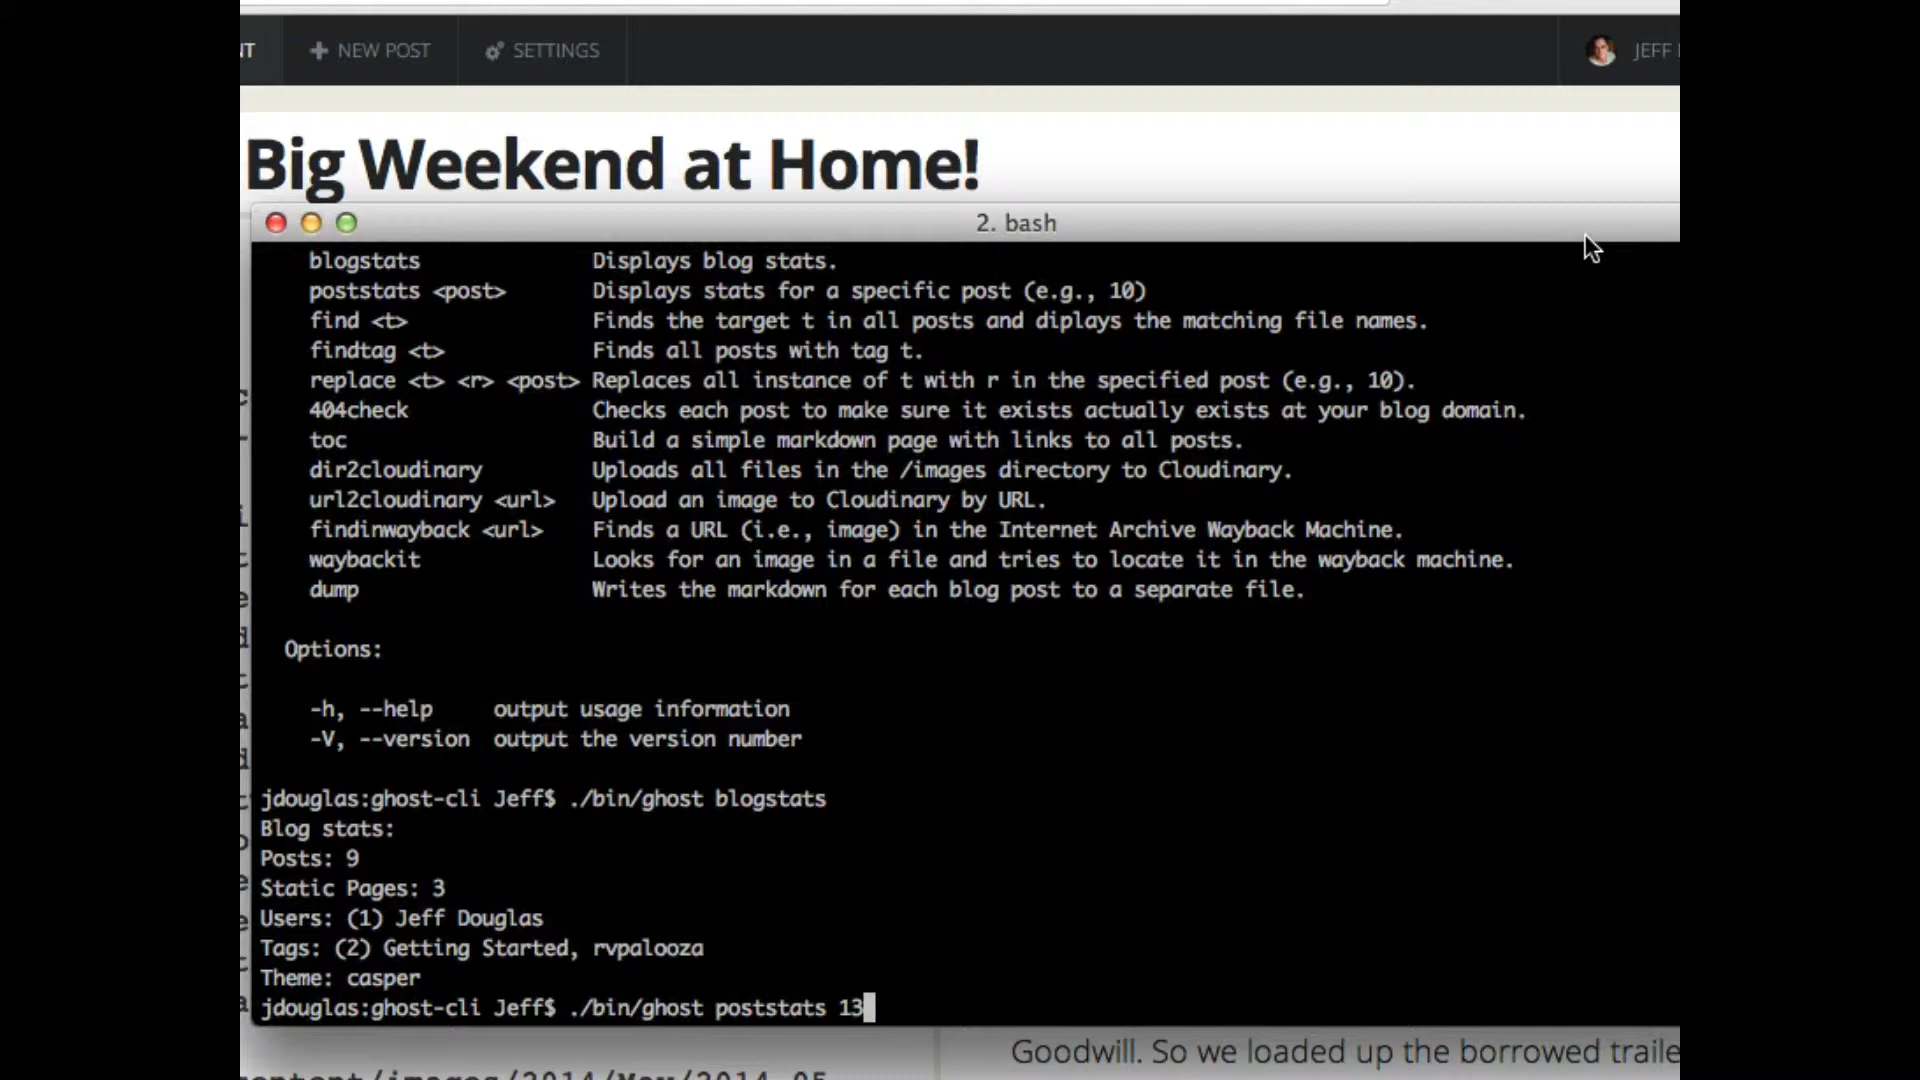 NT
NEW POST
SETTINGS
JEFF
Big Weekend at Home!
2. bash
blogstats Displays blog stats.
poststats <post> Displays stats for a specific post (e.g., 10)
find <t> Finds the target t in all posts and diplays the matching file names.
findtag <t> Finds all posts with tag t.
replace <t> <r> <post> Replaces all instance of t with r in the specified post (e.g., 10).
404check Checks each post to make sure it exists actually exists at your blog domain.
toc Build a simple markdown page with links to all posts.
dir2cloudinary Uploads all files in the /images directory to Cloudinary.
url2cloudinary <url> Upload an image to Cloudinary by URL.
findinwayback <url> Finds a URL (i.e., image) in the Internet Archive Wayback Machine.
waybackit Looks for an image in a file and tries to locate it in the wayback machine.
dump Writes the markdown for each blog post to a separate file.
Options:
-h, --help output usage information
-V, --version output the version number
jdouglas:ghost-cli Jeff$ ./bin/ghost blogstats
Blog stats:
Posts: 9
Static Pages: 3
Users: (1) Jeff Douglas
Tags: (2) Getting Started, rvpalooza
Theme: casper
jdouglas:ghost-cli Jeff$ ./bin/ghost poststats 13
Goodwill. So we loaded up the borrowed traile
content/images/2014/May/2014_05